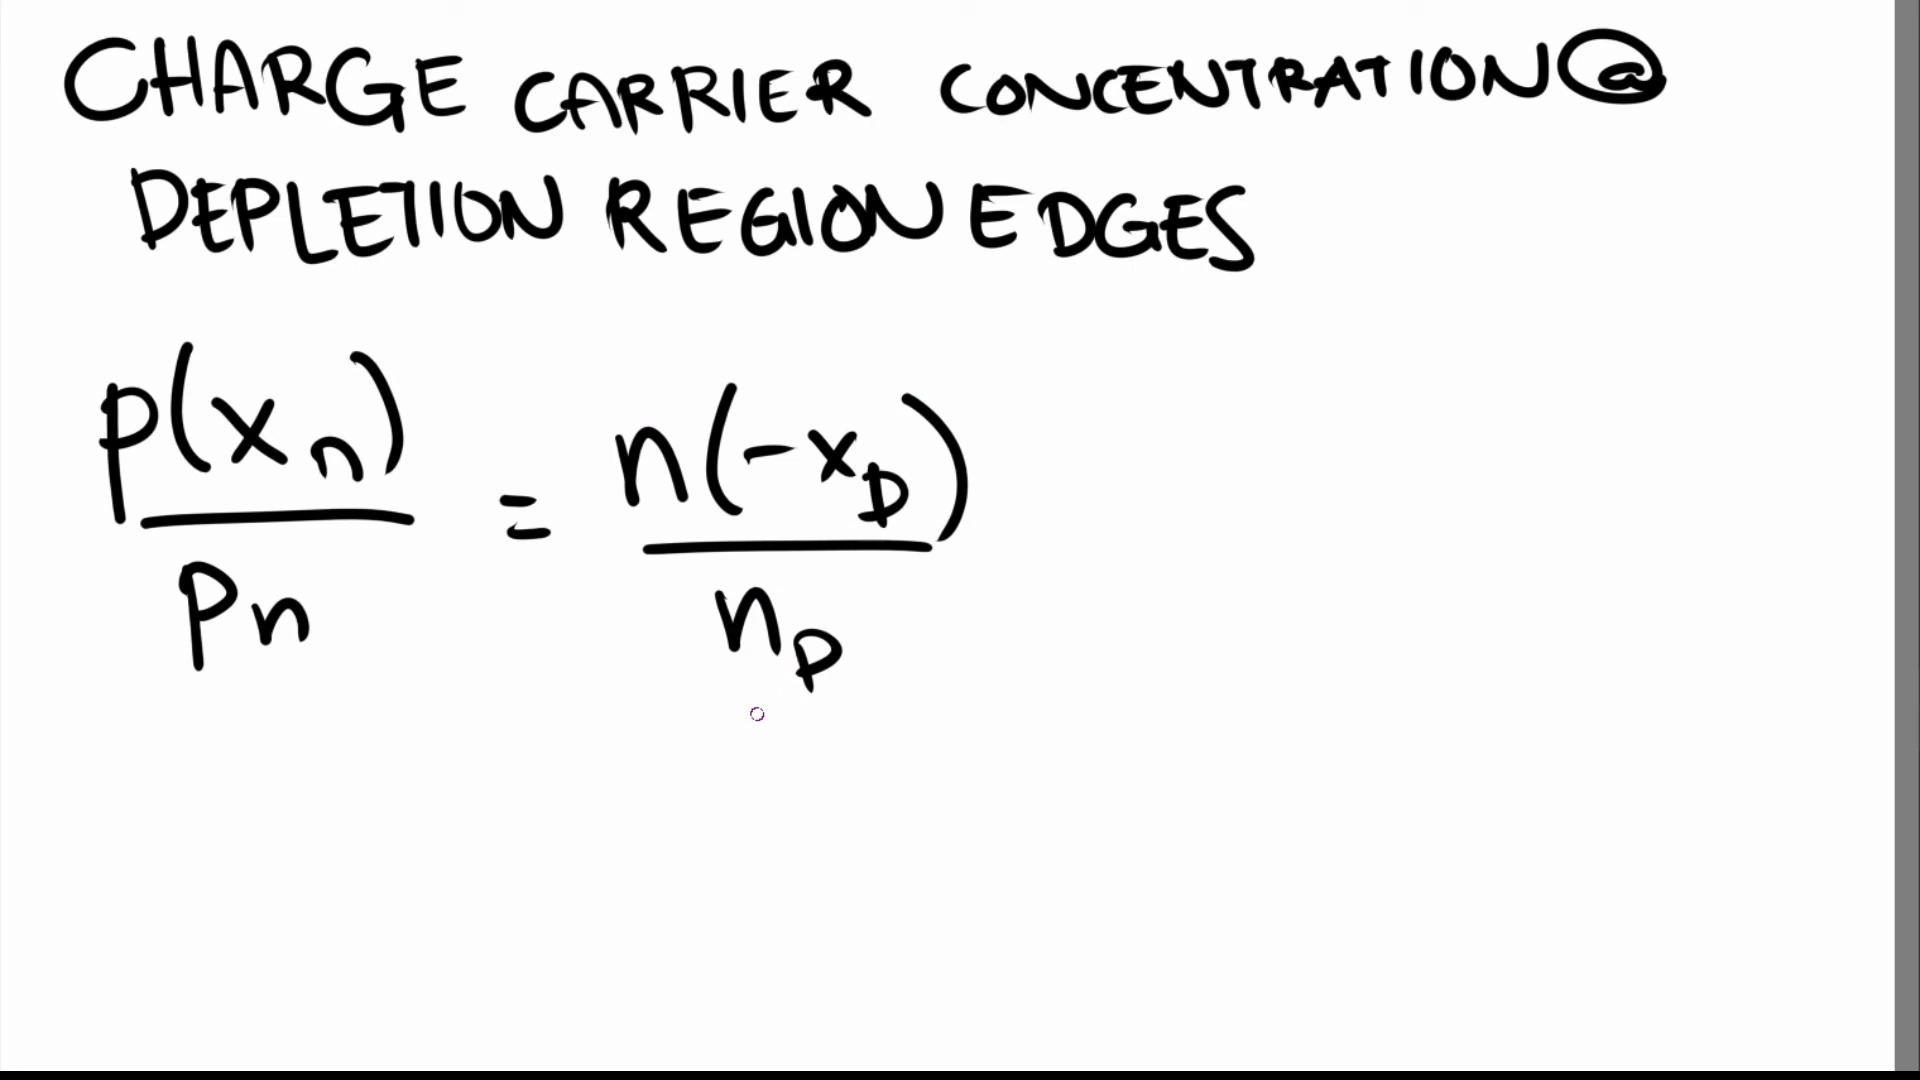 CHARGE CARRIER CONCENTRATION @
DEPLETION REGION EDGES
p(xn) / pn = n(-xp) / np